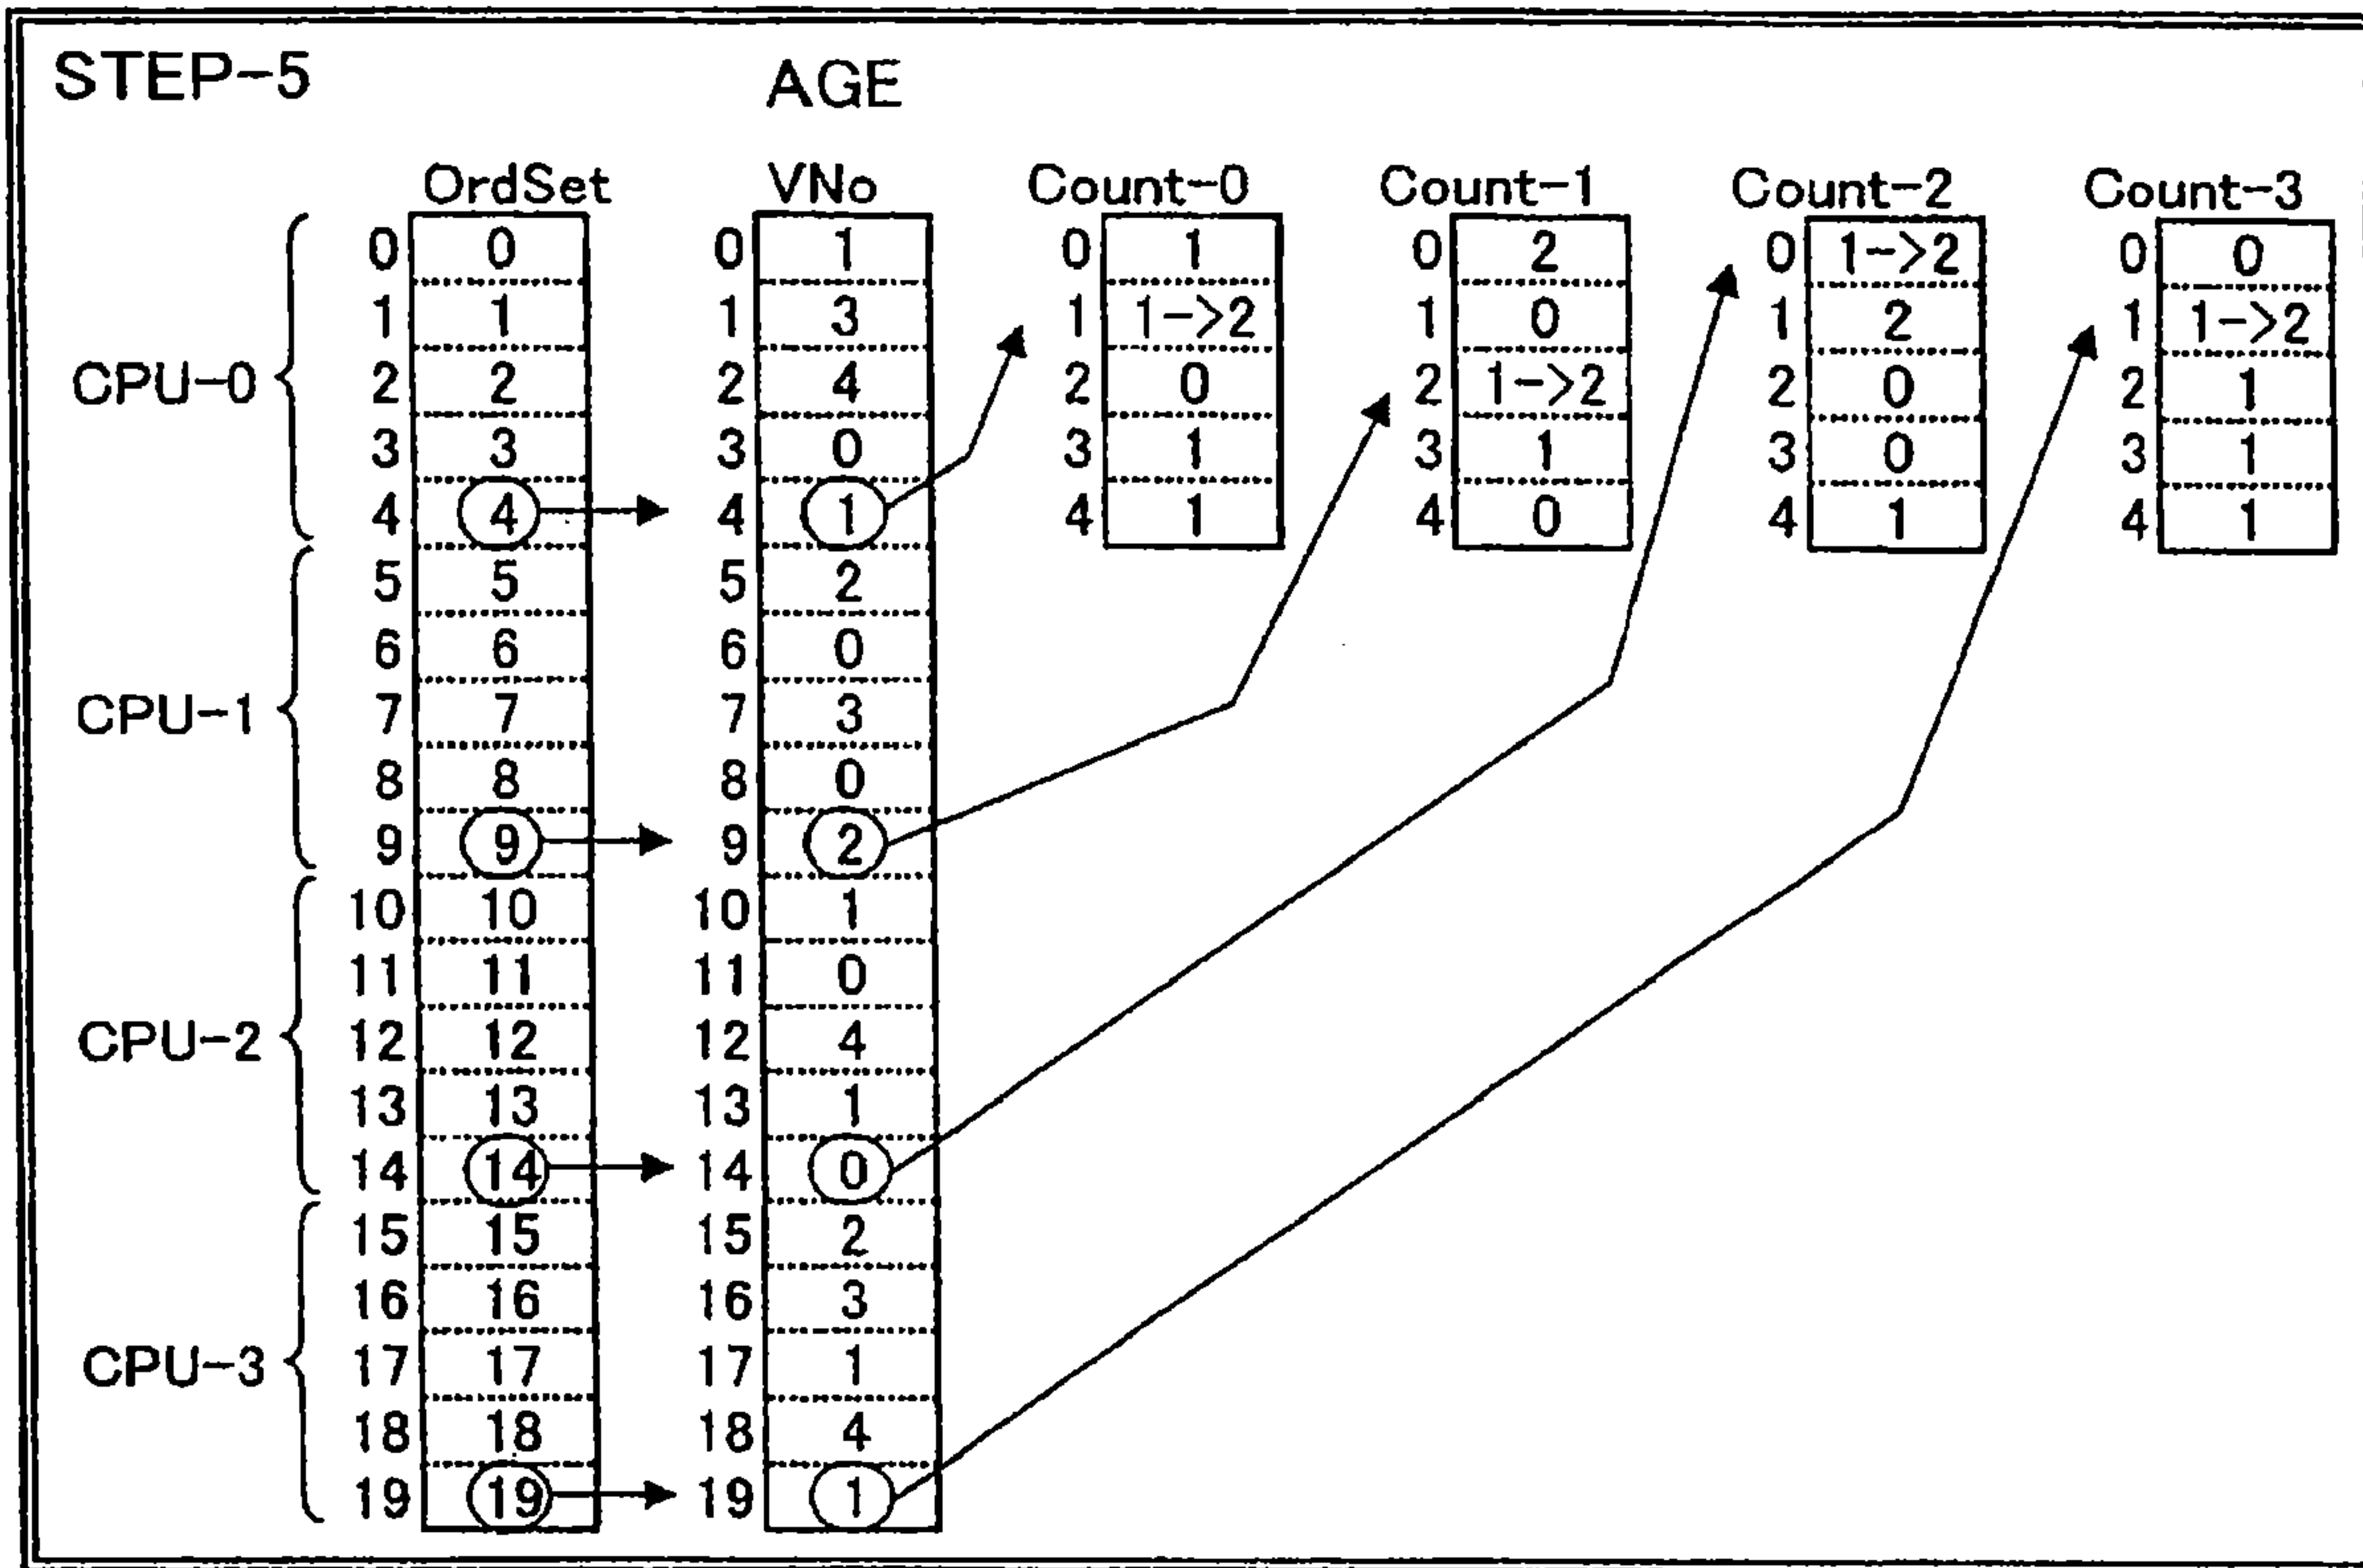 STEP-5 AGE
OrdSet VNo Count-0 Count-1 Count-2 Count-3
0 0 0 1 0 1 0 2 0 1->2 0 0
1 1 1 3 1 1->2 1 0 1 2 1 1->2
CPU-0 2 2 2 4 2 0 2 1->2 2 0 2 1
3 3 3 0 3 1 3 1 3 0 3 1
4 4 4 1 4 1 4 0 4 1 4 1
5 5 5 2
6 6 6 0
CPU-1 7 7 7 3
8 8 8 0
9 9 9 2
10 10 10 1
11 11 11 0
CPU-2 12 12 12 4
13 13 13 1
14 14 14 0
15 15 15 2
16 16 16 3
CPU-3 17 17 17 1
18 18 18 4
19 19 19 1